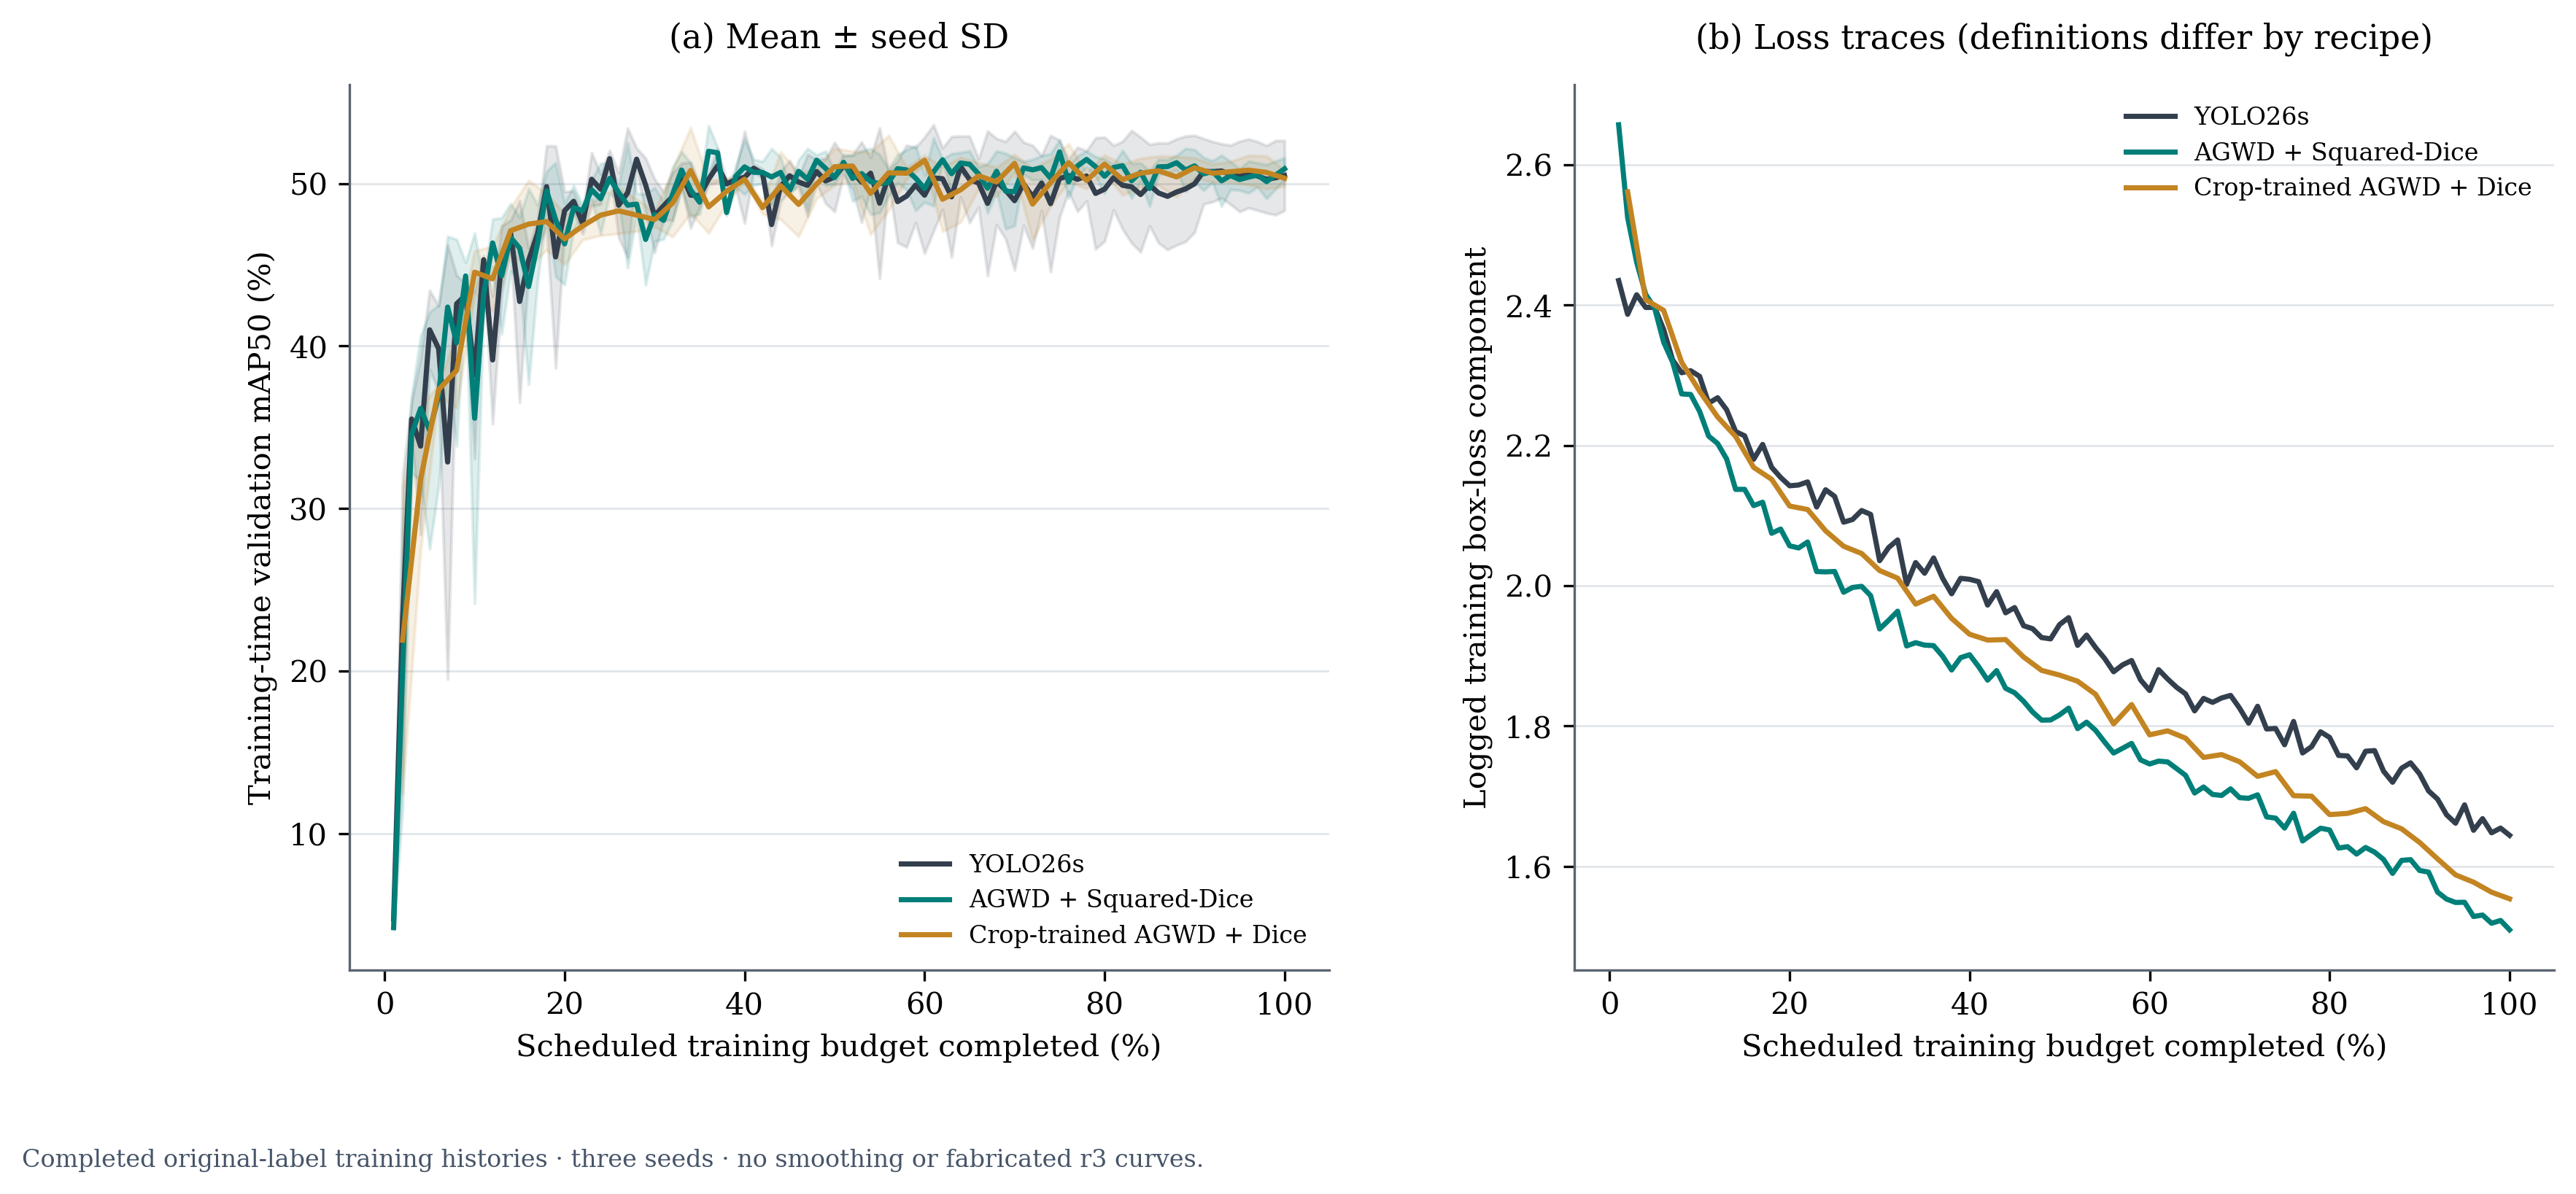 (a) Mean ± seed SD
Training-time validation mAP50 (%)
50
40
30
20
10
YOLO26s
AGWD + Squared-Dice
Crop-trained AGWD + Dice
0 20 40 60 80 100
Scheduled training budget completed (%)
(b) Loss traces (definitions differ by recipe)
Logged training box-loss component
2.6
2.4
2.2
2.0
1.8
1.6
YOLO26s
AGWD + Squared-Dice
Crop-trained AGWD + Dice
0 20 40 60 80 100
Scheduled training budget completed (%)
Completed original-label training histories · three seeds · no smoothing or fabricated r3 curves.